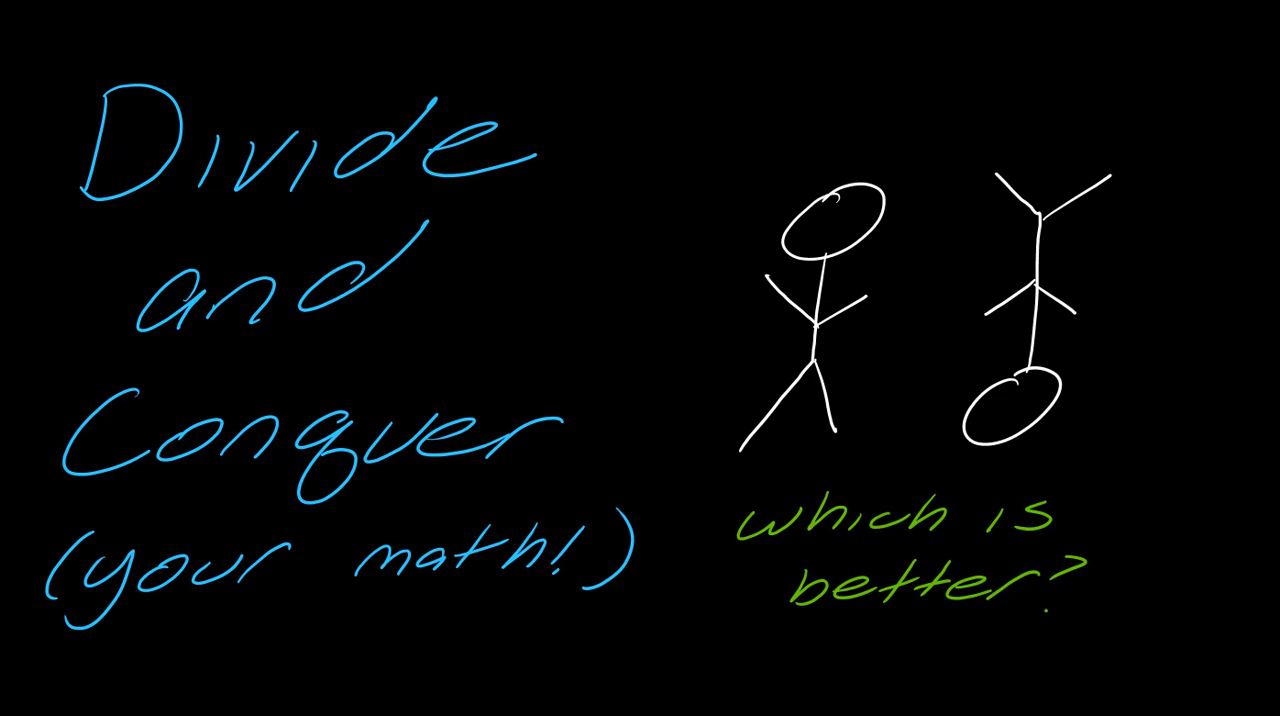 Divide
and
Conquer
(your math!)
which is
better?